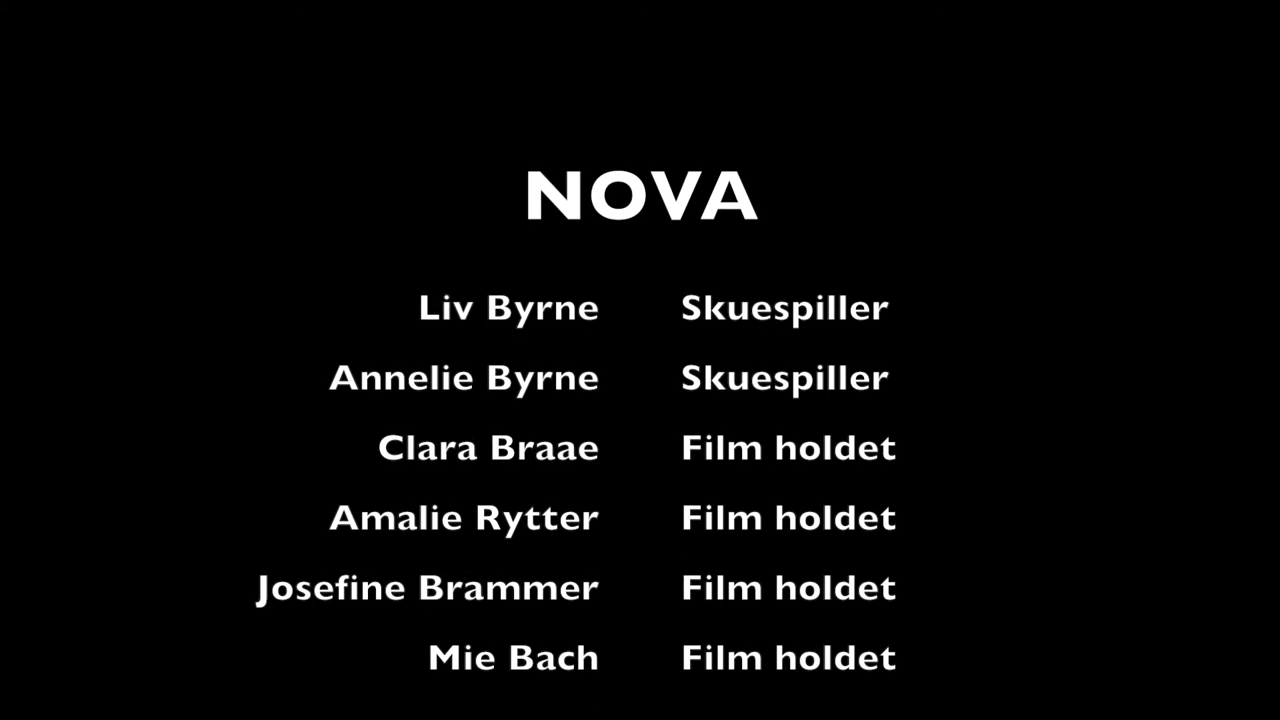 NOVA
Liv Byrne Skuespiller
Annelie Byrne Skuespiller
Clara Braae Film holdet
Amalie Rytter Film holdet
Josefine Brammer Film holdet
Mie Bach Film holdet